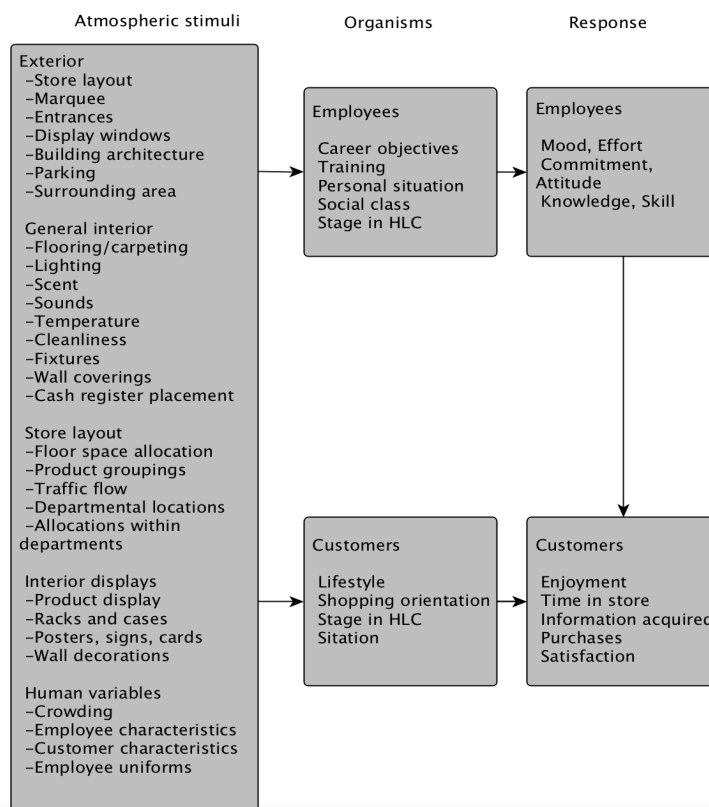 Atmospheric stimuli
Organisms
Response
Exterior
-Store layout
-Marquee
-Entrances
-Display windows
-Building architecture
-Parking
-Surrounding area
General interior
-Flooring/carpeting
-Lighting
-Scent
-Sounds
-Temperature
-Cleanliness
-Fixtures
-Wall coverings
-Cash register placement
Store layout
-Floor space allocation
-Product groupings
-Traffic flow
-Departmental locations
-Allocations within
departments
Interior displays
-Product display
-Racks and cases
-Posters, signs, cards
-Wall decorations
Human variables
-Crowding
-Employee characteristics
-Customer characteristics
-Employee uniforms
Employees
Career objectives
Training
Personal situation
Social class
Stage in HLC
Employees
Mood, Effort
Commitment,
Attitude
Knowledge, Skill
Customers
Lifestyle
Shopping orientation
Stage in HLC
Sitation
Customers
Enjoyment
Time in store
Information acquired
Purchases
Satisfaction